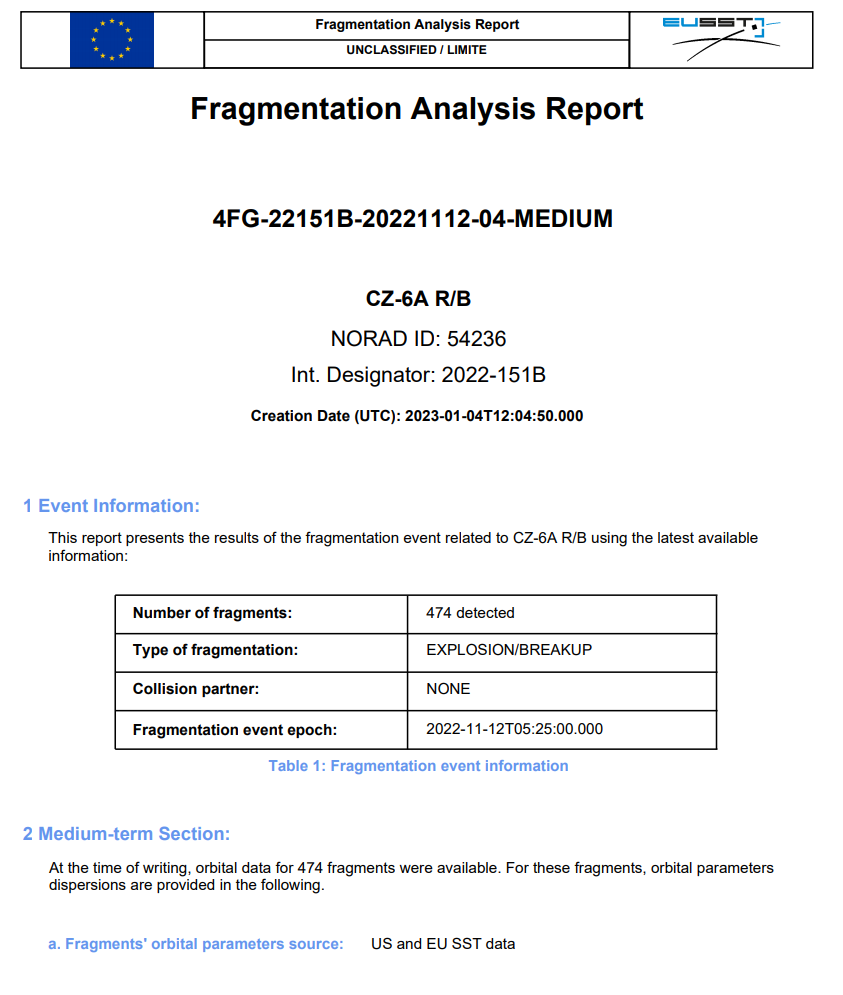 Fragmentation Analysis Report
UNCLASSIFIED / LIMITE
EUSST
Fragmentation Analysis Report
4FG-22151B-20221112-04-MEDIUM
CZ-6A R/B
NORAD ID: 54236
Int. Designator: 2022-151B
Creation Date (UTC): 2023-01-04T12:04:50.000
1 Event Information:
This report presents the results of the fragmentation event related to CZ-6A R/B using the latest available
information:
Number of fragments: 474 detected
Type of fragmentation: EXPLOSION/BREAKUP
Collision partner: NONE
Fragmentation event epoch: 2022-11-12T05:25:00.000
Table 1: Fragmentation event information
2 Medium-term Section:
At the time of writing, orbital data for 474 fragments were available. For these fragments, orbital parameters
dispersions are provided in the following.
a. Fragments' orbital parameters source: US and EU SST data